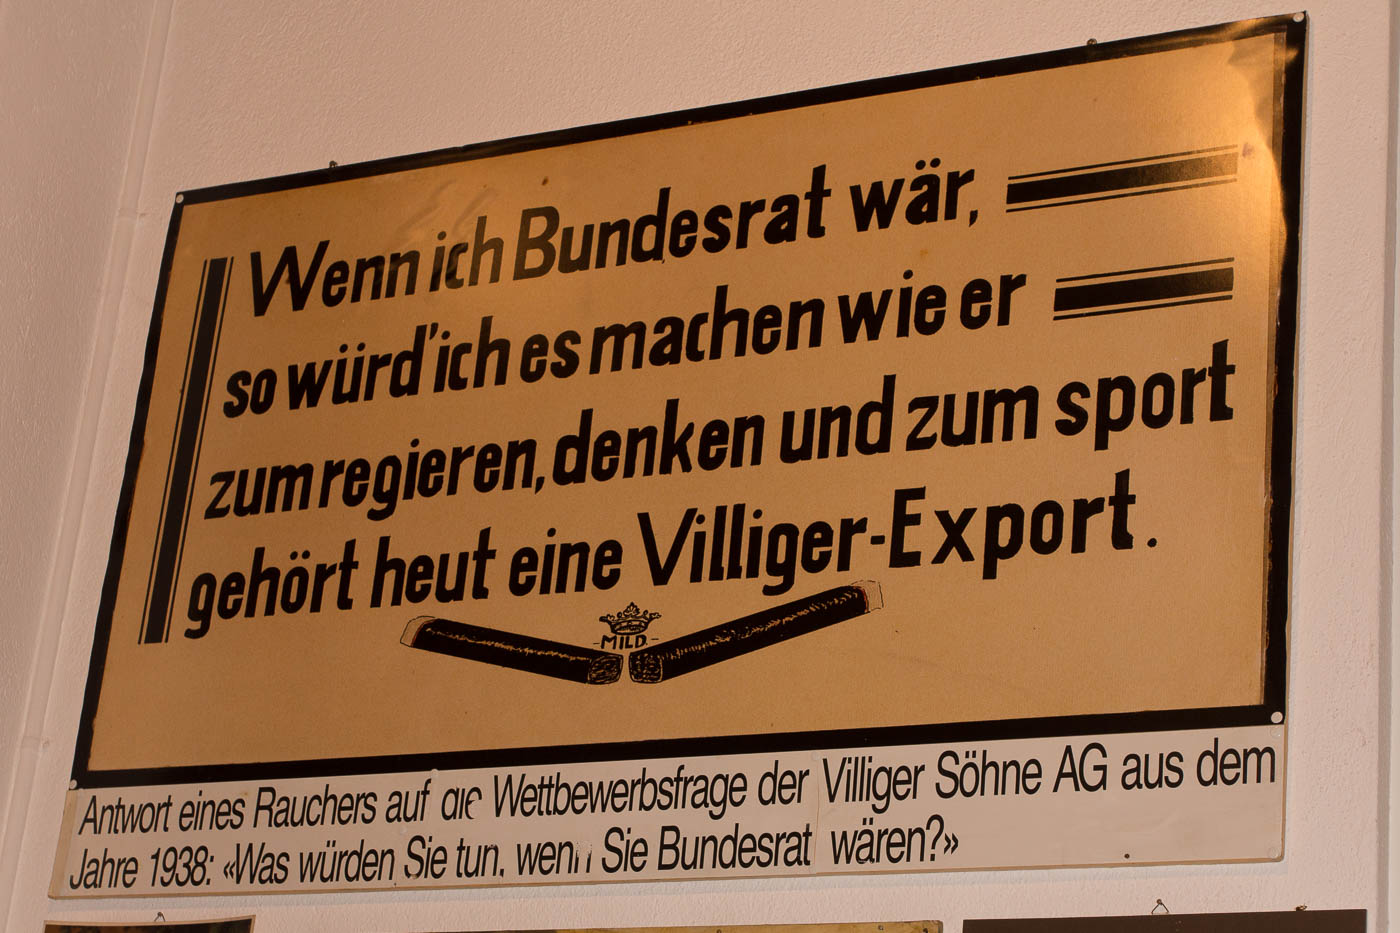 Wenn ich Bundesrat wär,
so würd' ich es machen wie er
zum regieren, denken und zum sport
gehört heut eine Villiger-Export.
-MILD.-
Antwort eines Rauchers auf die Wettbewerbsfrage der Villiger Söhne AG aus dem
Jahre 1938: «Was würden Sie tun, wenn Sie Bundesrat wären?»